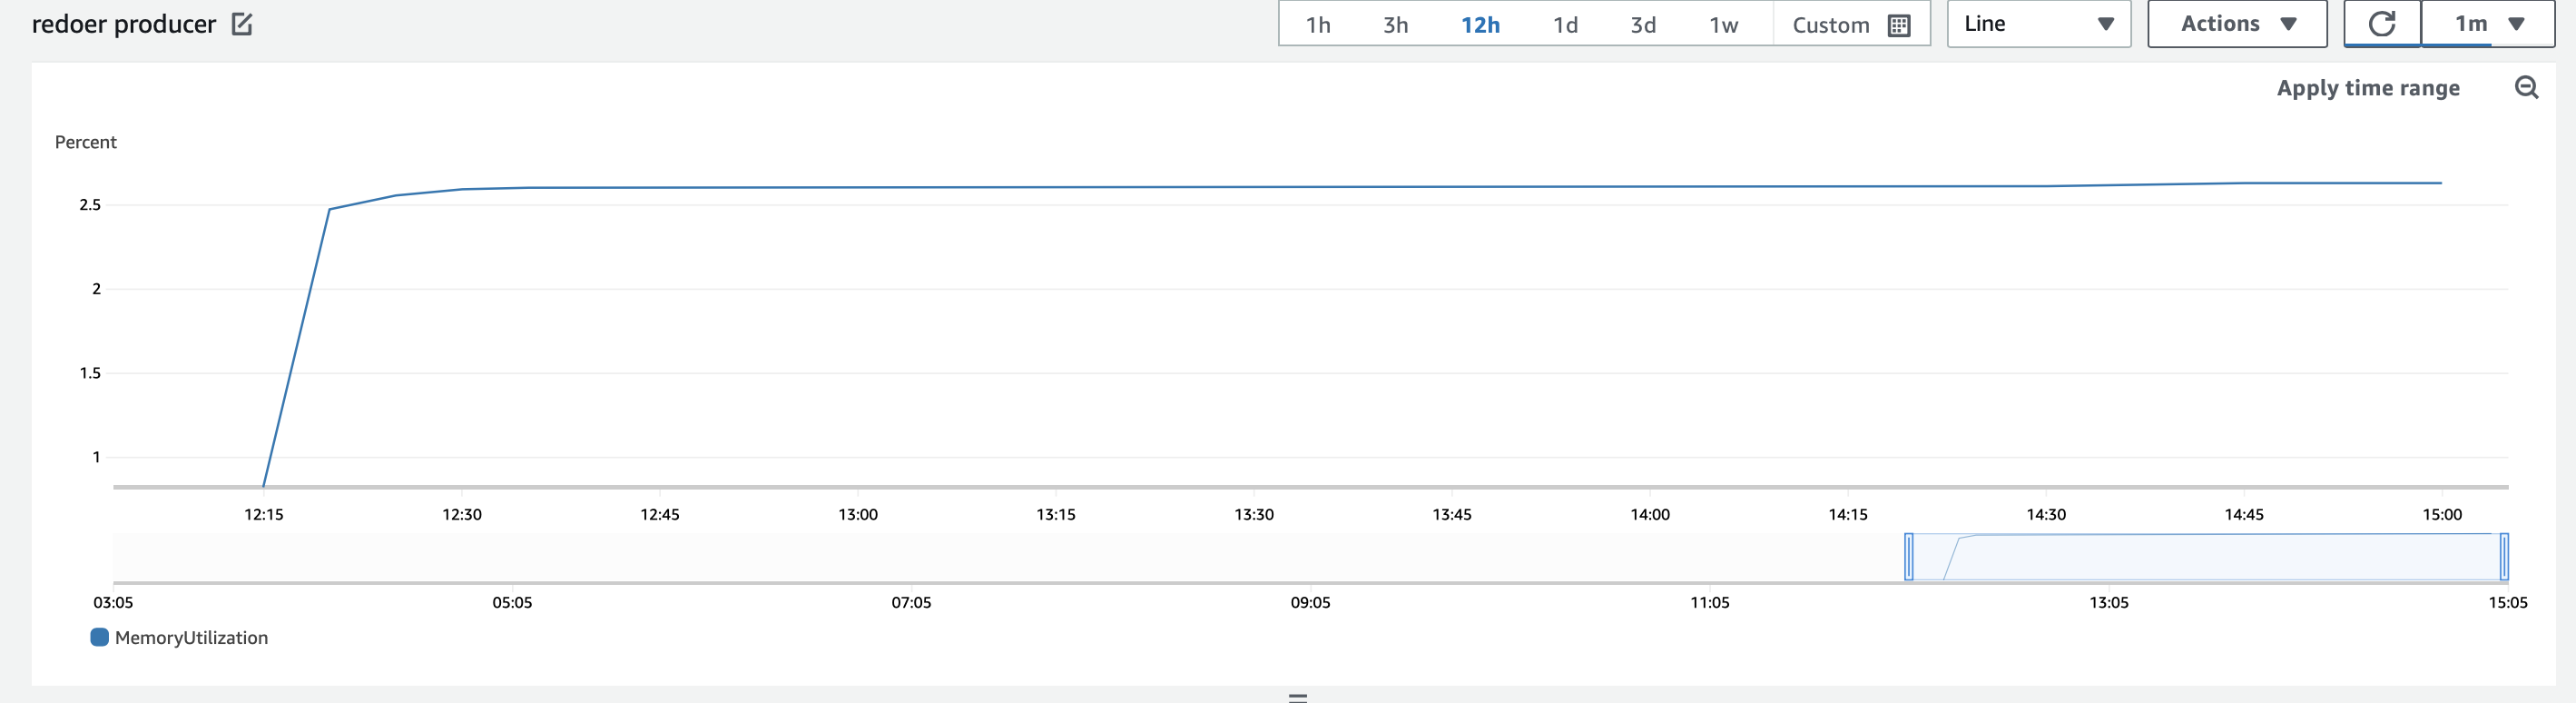 redoer producer
1h 3h 12h 1d 3d 1w Custom Line Actions 1m
Apply time range
Percent
2.5
2
1.5
1
12:15 12:30 12:45 13:00 13:15 13:30 13:45 14:00 14:15 14:30 14:45 15:00
03:05 05:05 07:05 09:05 11:05 13:05 15:05
MemoryUtilization